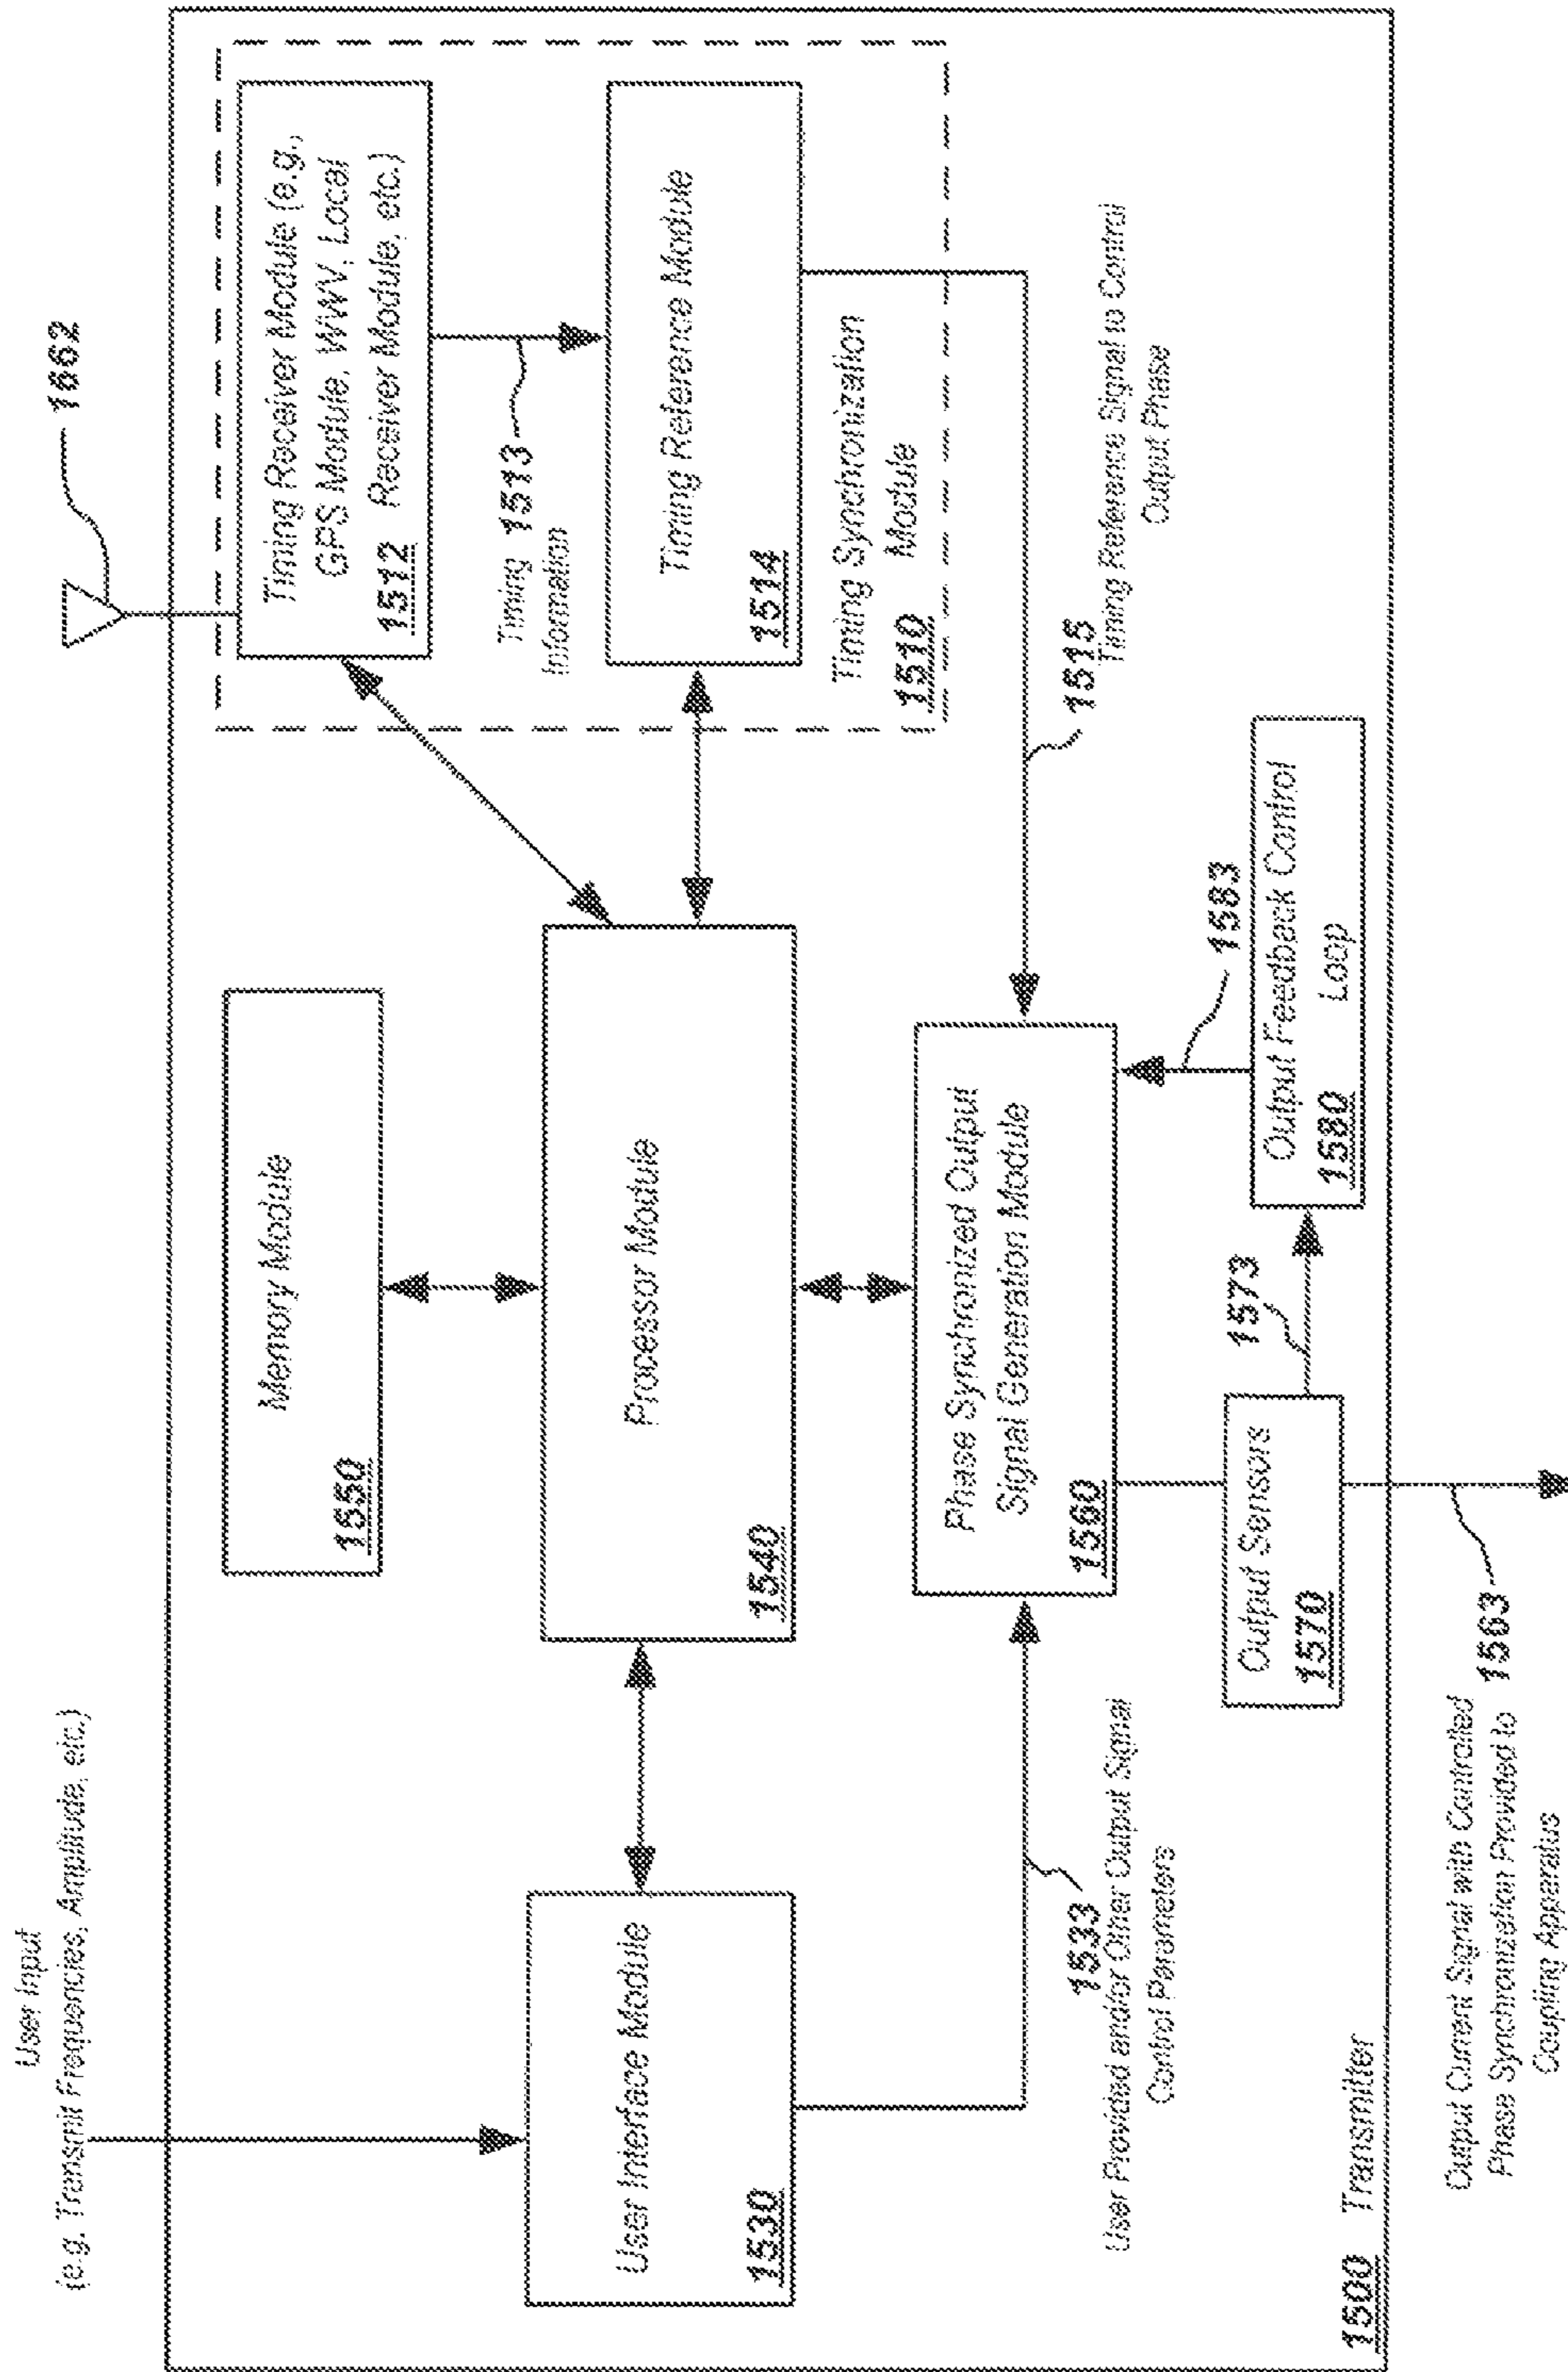 User Input
(e.g. Transmit Frequencies, Amplitude, etc.)
1662
Timing Receiver Module (e.g.,
GPS Module, WWV, Local
1512 Receiver Module, etc.)
Memory Module
1550
Timing 1513
Information
User Interface Module
1530
Processor Module
1540
Timing Reference Module
1514
Timing Synchronization
1510 Module
Phase Synchronized Output
Signal Generation Module
1560
1533
User Provided and/or Other Output Signal
Control Parameters
1515
Timing Reference Signal to Control
Output Phase
1583
1573
Output Sensors
1570
Output Feedback Control
1580 Loop
1500 Transmitter
Output Current Signal with Controlled
Phase Synchronization Provided to 1563
Coupling Apparatus